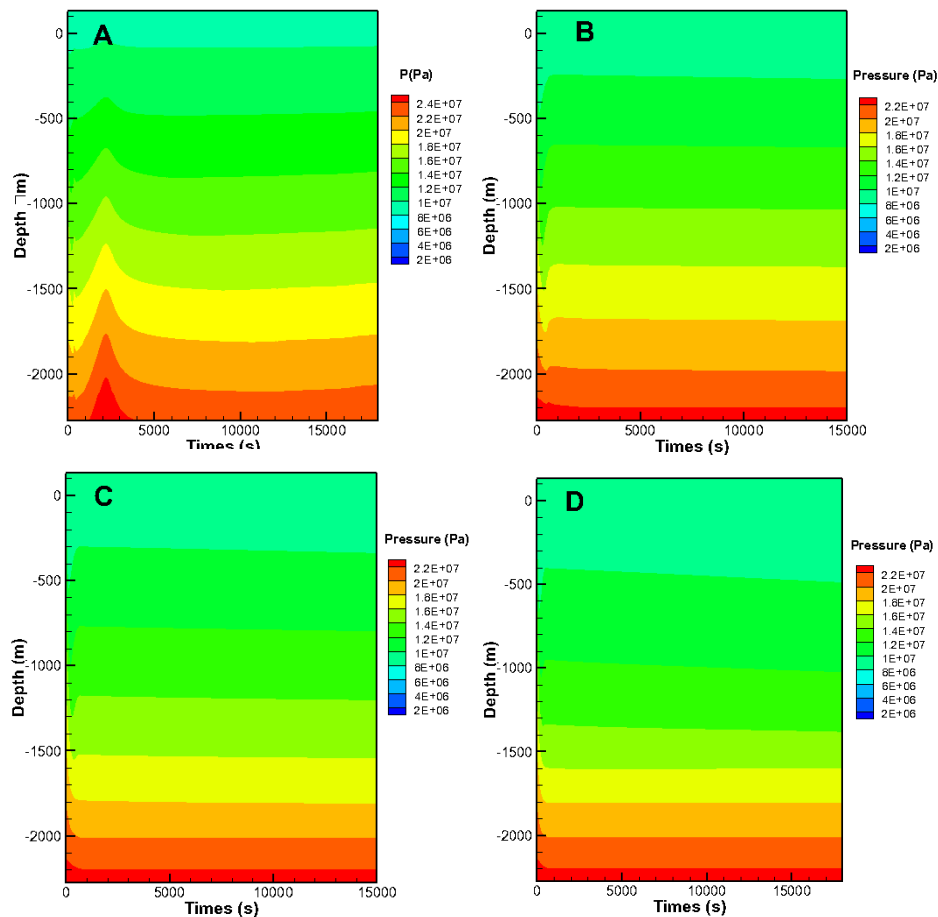 A
0
-500
-1000
-1500
-2000
Depth □m)
0 5000 10000 15000
Times (s)
P(Pa)
2.4E+07
2.2E+07
2E+07
1.8E+07
1.6E+07
1.4E+07
1.2E+07
1E+07
8E+06
6E+06
4E+06
2E+06
B
0
-500
-1000
-1500
-2000
Depth (m)
0 5000 10000 15000
Times (s)
Pressure (Pa)
2.2E+07
2E+07
1.8E+07
1.6E+07
1.4E+07
1.2E+07
1E+07
8E+06
6E+06
4E+06
2E+06
C
0
-500
-1000
-1500
-2000
Depth (m)
0 5000 10000 15000
Times (s)
Pressure (Pa)
2.2E+07
2E+07
1.8E+07
1.6E+07
1.4E+07
1.2E+07
1E+07
8E+06
6E+06
4E+06
2E+06
D
0
-500
-1000
-1500
-2000
Depth (m)
0 5000 10000 15000
Times (s)
Pressure (Pa)
2.2E+07
2E+07
1.8E+07
1.6E+07
1.4E+07
1.2E+07
1E+07
8E+06
6E+06
4E+06
2E+06